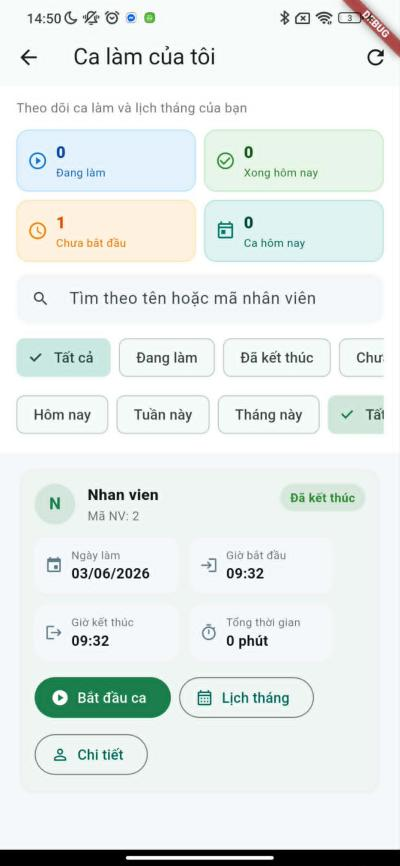 14:50
3
DEBUG
Ca làm của tôi
Theo dõi ca làm và lịch tháng của bạn
0
Đang làm
0
Xong hôm nay
1
Chưa bắt đầu
0
Ca hôm nay
Tìm theo tên hoặc mã nhân viên
Tất cả
Đang làm
Đã kết thúc
Chư
Hôm nay
Tuần này
Tháng này
Tất
N
Nhan vien
Mã NV: 2
Đã kết thúc
Ngày làm
03/06/2026
Giờ bắt đầu
09:32
Giờ kết thúc
09:32
Tổng thời gian
0 phút
Bắt đầu ca
Lịch tháng
Chi tiết